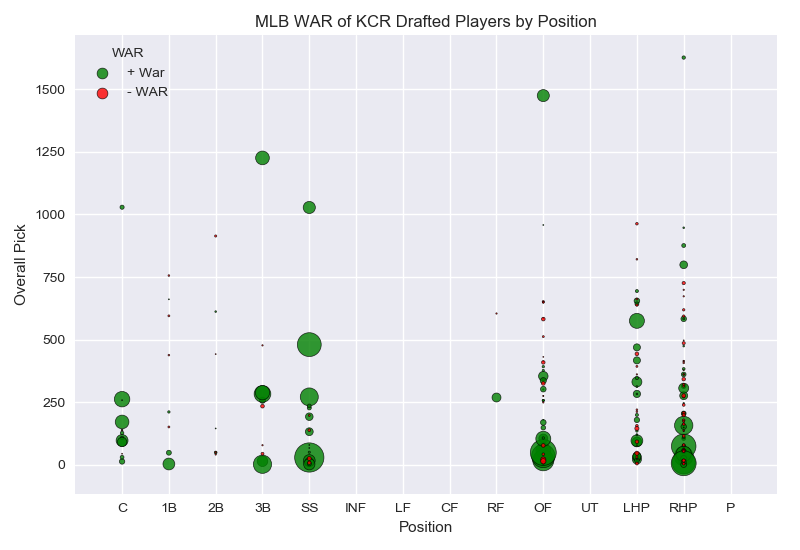 MLB WAR of KCR Drafted Players by Position
WAR
+ War
- WAR
1500
1250
1000
750
500
250
0
Overall Pick
C 1B 2B 3B SS INF LF CF RF OF UT LHP RHP P
Position